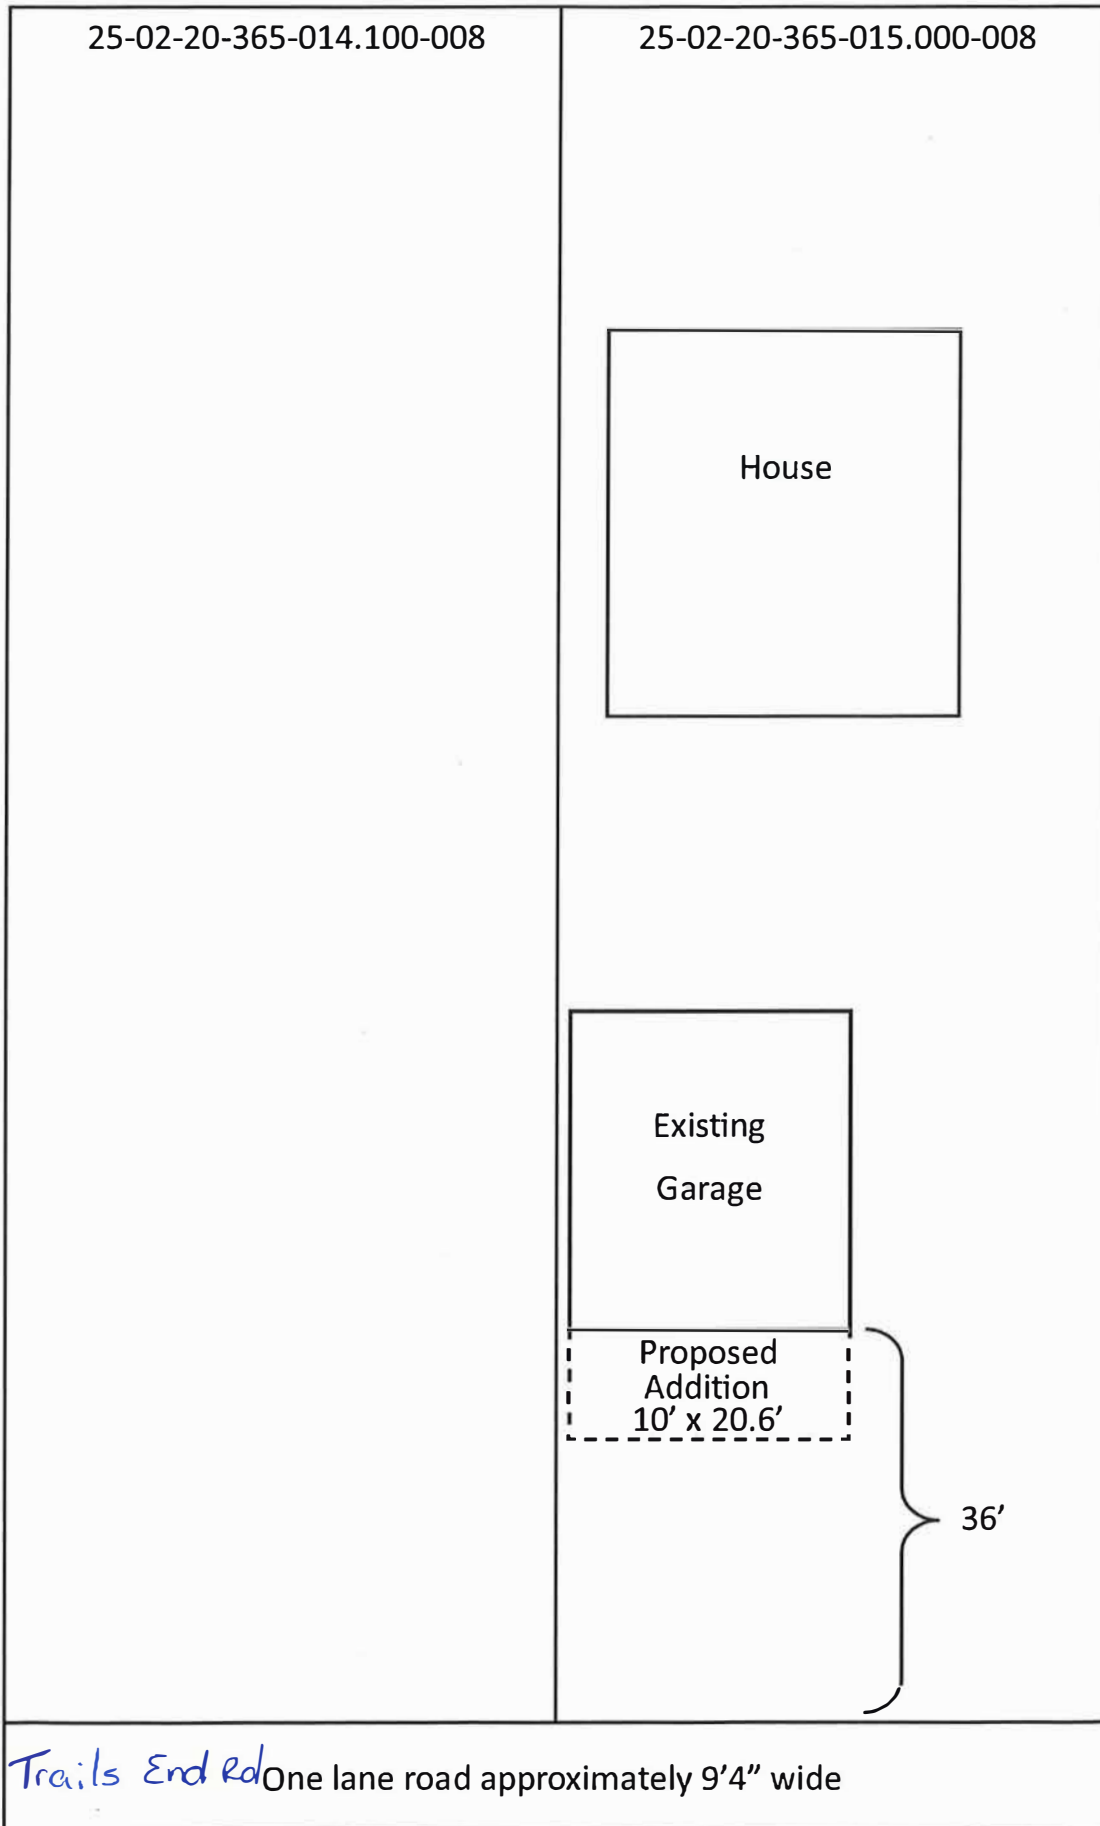 25-02-20-365-014.100-008
25-02-20-365-015.000-008
House
Existing
Garage
Proposed
Addition
10’ x 20.6’
36’
Trails End Rd One lane road approximately 9’4” wide